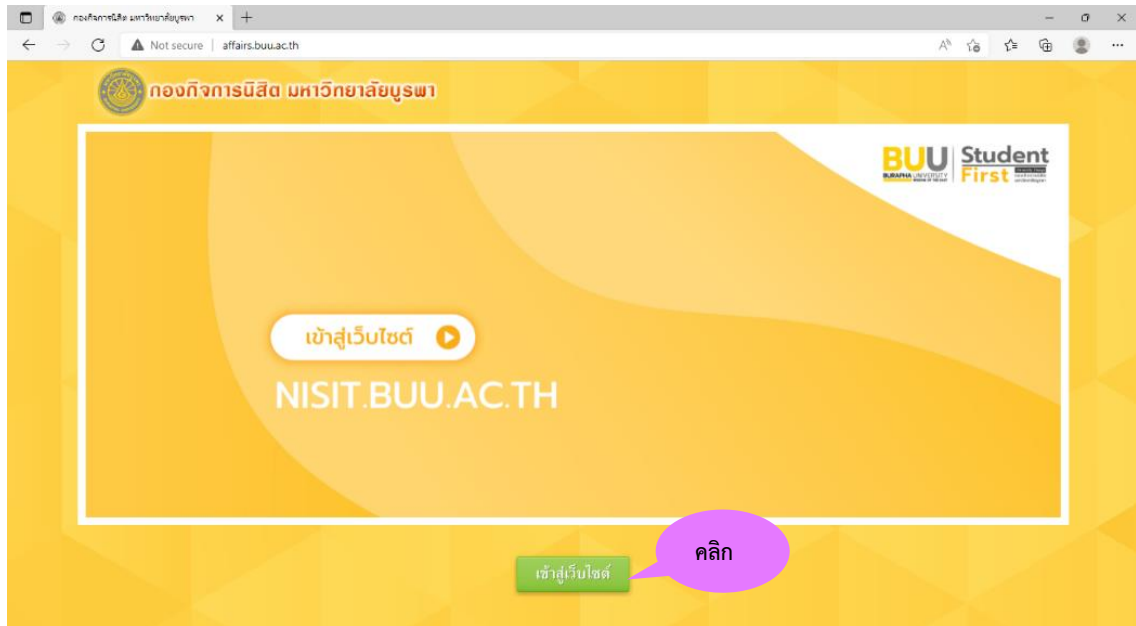 กองกิจการนิสิต มหาวิทยาลัยบูรพา
Not secure | affairs.buu.ac.th
กองกิจการนิสิต มหาวิทยาลัยบูรพา
BUU Student
BURAPHA UNIVERSITY First
เข้าสู่เว็บไซต์
NISIT.BUU.AC.TH
คลิก
เข้าสู่เว็บไซต์